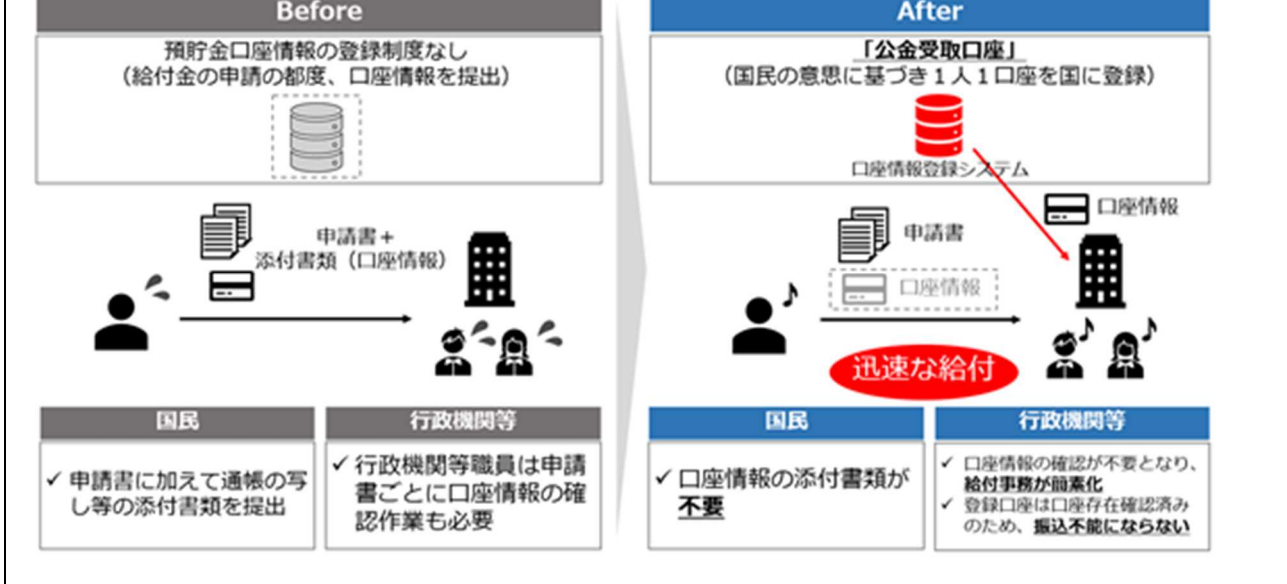 Before
預貯金口座情報の登録制度なし
（給付金の申請の都度、口座情報を提出）
申請書＋
添付書類（口座情報）
国民
✓ 申請書に加えて通帳の写
し等の添付書類を提出
行政機関等
✓ 行政機関等職員は申請
書ごとに口座情報の確
認作業も必要
After
「公金受取口座」
（国民の意思に基づき１人１口座を国に登録）
口座情報登録システム
口座情報
申請書
口座情報
迅速な給付
国民
✓ 口座情報の添付書類が
不要
行政機関等
✓ 口座情報の確認が不要となり、
給付事務が簡素化
✓ 登録口座は口座存在確認済み
のため、振込不能にならない